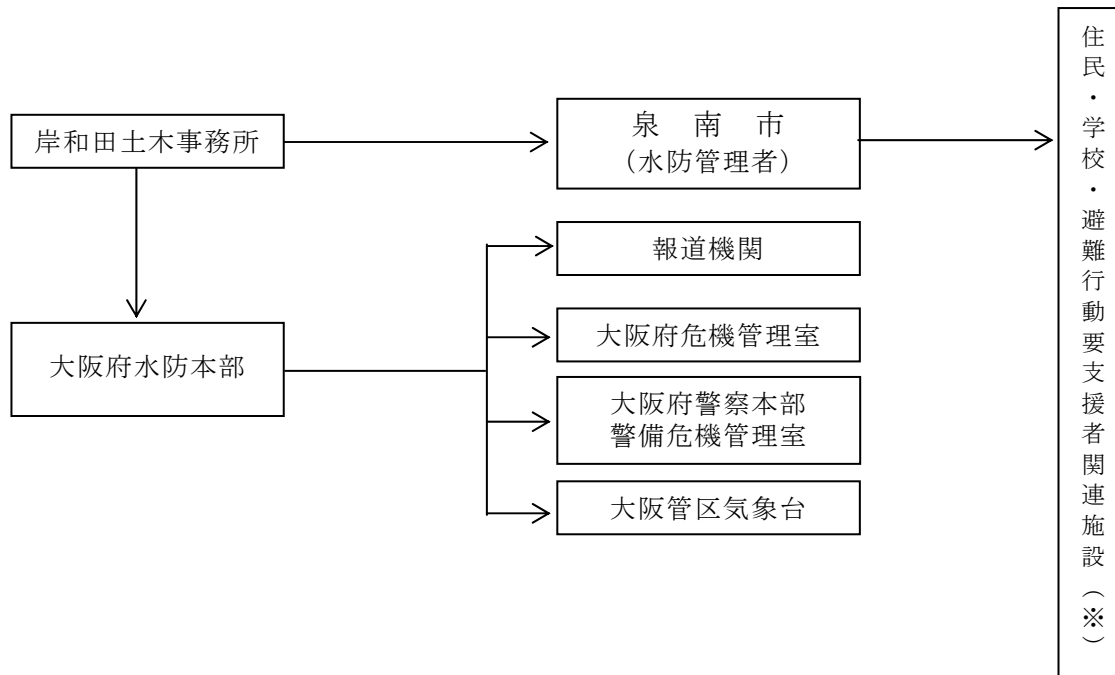 岸和田土木事務所
泉　南　市
（水防管理者）
報道機関
大阪府水防本部
大阪府危機管理室
大阪府警察本部
警備危機管理室
大阪管区気象台
住民・学校・避難行動要支援者関連施設（※）